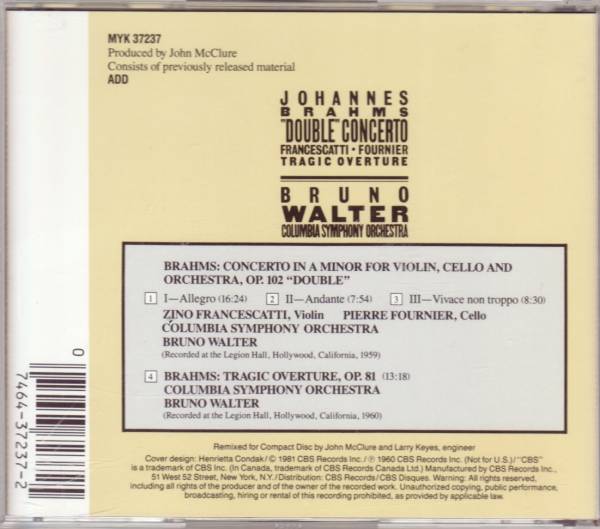 MYK 37237
Produced by John McClure
Consists of previously released material
ADD
JOHANNES
BRAHMS
"DOUBLE" CONCERTO
FRANCESCATTI · FOURNIER
TRAGIC OVERTURE
BRUNO
WALTER
COLUMBIA SYMPHONY ORCHESTRA
BRAHMS: CONCERTO IN A MINOR FOR VIOLIN, CELLO AND
ORCHESTRA, OP. 102 "DOUBLE"
1 I—Allegro (16:24) 2 II—Andante (7:54) 3 III—Vivace non troppo (8:30)
ZINO FRANCESCATTI, Violin PIERRE FOURNIER, Cello
COLUMBIA SYMPHONY ORCHESTRA
BRUNO WALTER
(Recorded at the Legion Hall, Hollywood, California, 1959)
4 BRAHMS: TRAGIC OVERTURE, OP. 81 (13:18)
COLUMBIA SYMPHONY ORCHESTRA
BRUNO WALTER
(Recorded at the Legion Hall, Hollywood, California, 1960)
0
7464-37237-2
Remixed for Compact Disc by John McClure and Larry Keyes, engineer
Cover design: Henrietta Condak/© 1981 CBS Records Inc./℗ 1960 CBS Records Inc. (Not for U.S.)/"CBS"
is a trademark of CBS Inc. (In Canada, trademark of CBS Records Canada Ltd.) Manufactured by CBS Records Inc.,
51 West 52 Street, New York, N.Y./Distribution: CBS Records/CBS Disques. Warning: All rights reserved,
including all rights of the producer and of the owner of the recorded work. Unauthorized copying, public performance,
broadcasting, hiring or rental of this recording prohibited, as provided by applicable law.